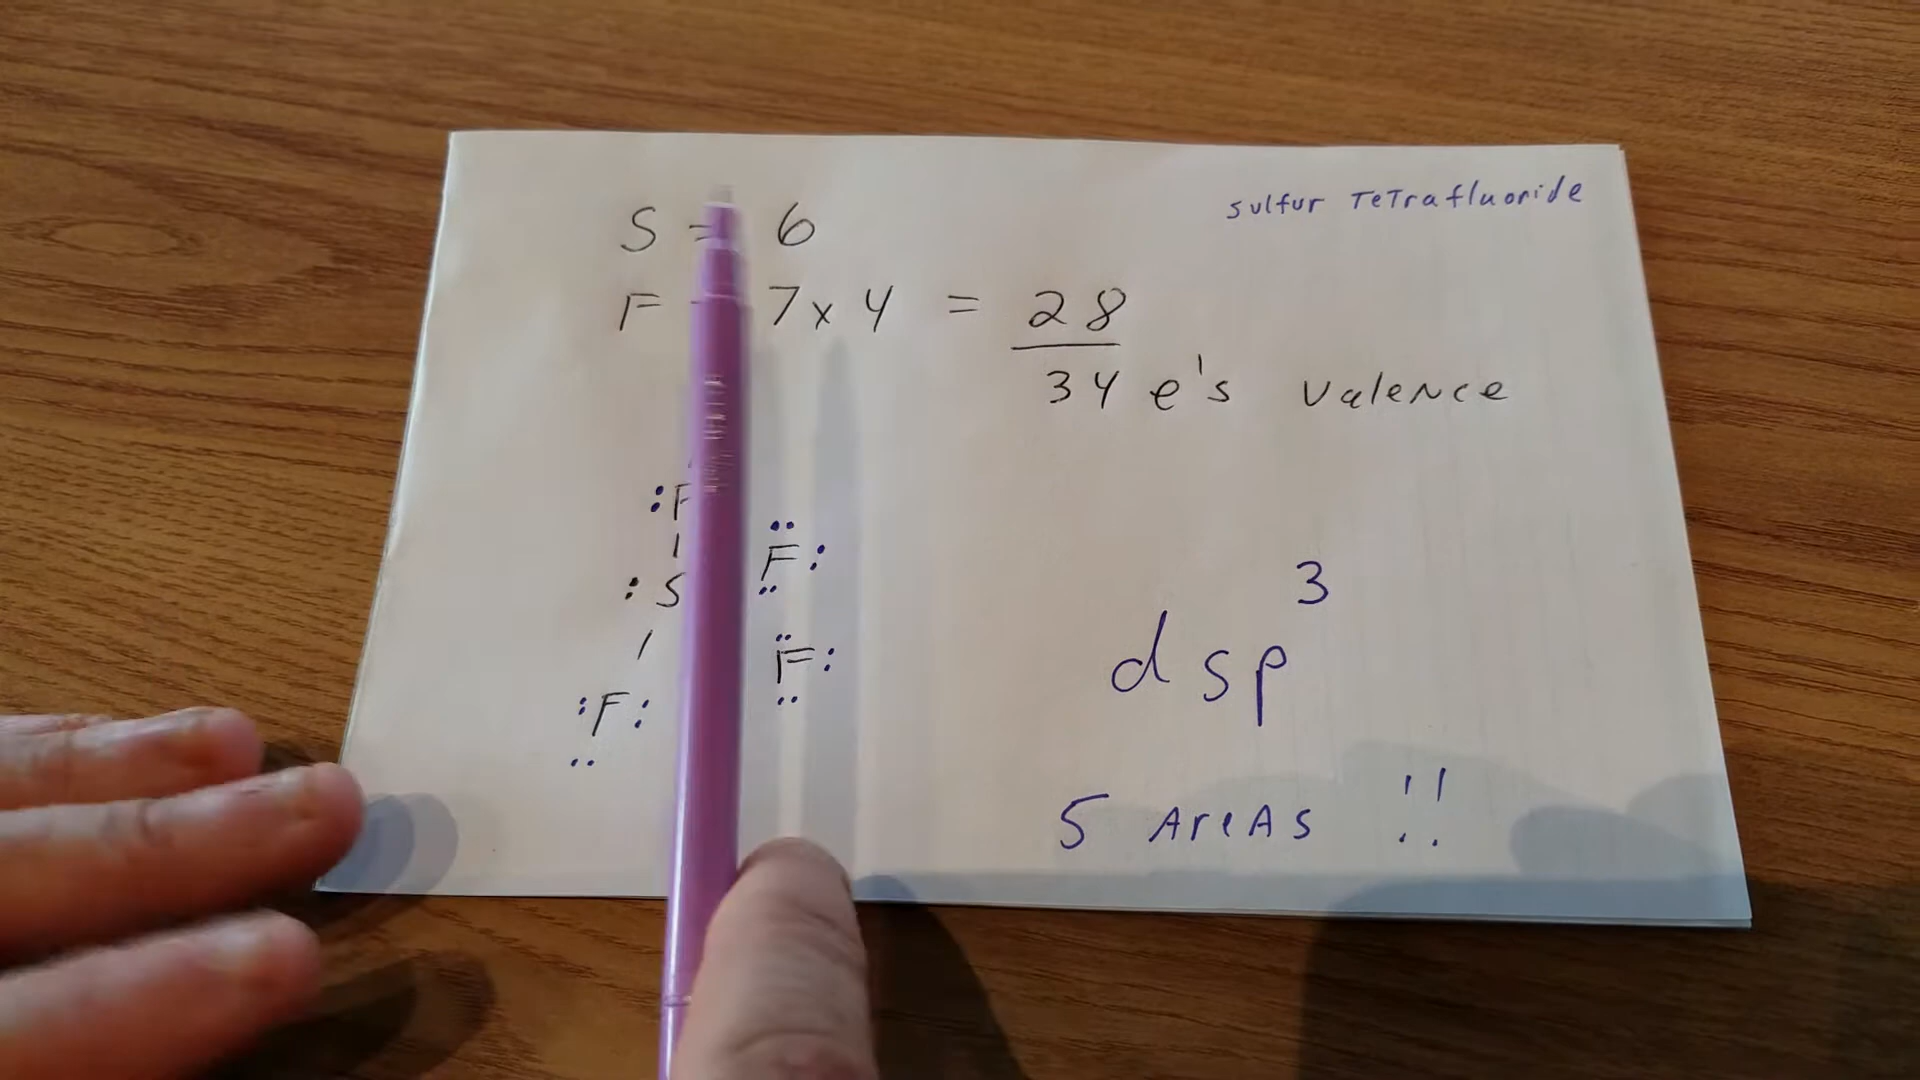 Sulfur Tetrafluoride
S = 6
F - 7 x 4 = 28
34 e's valence
:F
:S F:
F:
:F:
dsp³
5 AreAs !!